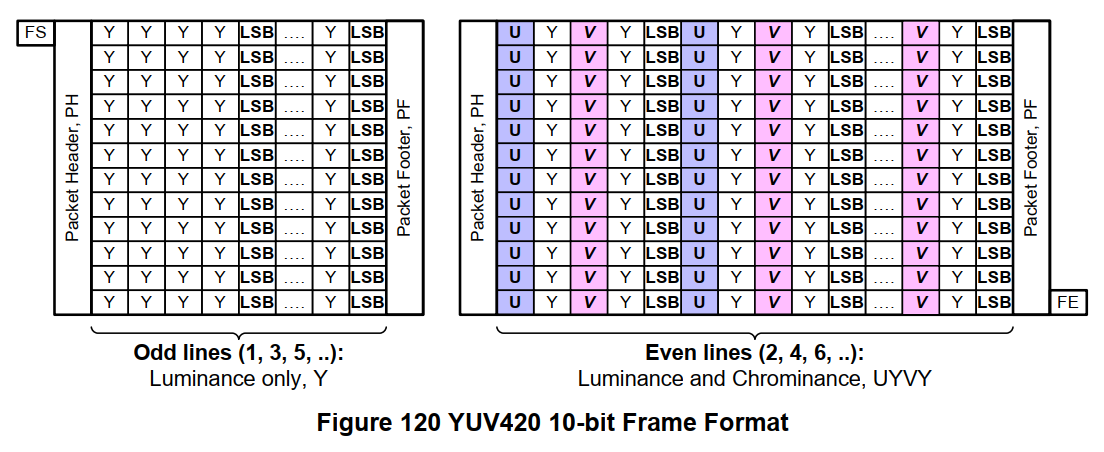 FS Y Y Y Y LSB .... Y LSB U Y V Y LSB U Y V Y LSB .... V Y LSB
Y Y Y Y LSB .... Y LSB U Y V Y LSB U Y V Y LSB .... V Y LSB
Y Y Y Y LSB .... Y LSB U Y V Y LSB U Y V Y LSB .... V Y LSB
Y Y Y Y LSB .... Y LSB U Y V Y LSB U Y V Y LSB .... V Y LSB
Y Y Y Y LSB .... Y LSB U Y V Y LSB U Y V Y LSB .... V Y LSB
Y Y Y Y LSB .... Y LSB U Y V Y LSB U Y V Y LSB .... V Y LSB
Y Y Y Y LSB .... Y LSB U Y V Y LSB U Y V Y LSB .... V Y LSB
Y Y Y Y LSB .... Y LSB U Y V Y LSB U Y V Y LSB .... V Y LSB
Y Y Y Y LSB .... Y LSB U Y V Y LSB U Y V Y LSB .... V Y LSB
Y Y Y Y LSB .... Y LSB U Y V Y LSB U Y V Y LSB .... V Y LSB
Y Y Y Y LSB .... Y LSB U Y V Y LSB U Y V Y LSB .... V Y LSB
Y Y Y Y LSB .... Y LSB U Y V Y LSB U Y V Y LSB .... V Y LSB FE
Packet Header, PH
Packet Footer, PF
Packet Header, PH
Packet Footer, PF
Odd lines (1, 3, 5, ..):
Luminance only, Y
Even lines (2, 4, 6, ..):
Luminance and Chrominance, UYVY
Figure 120 YUV420 10-bit Frame Format